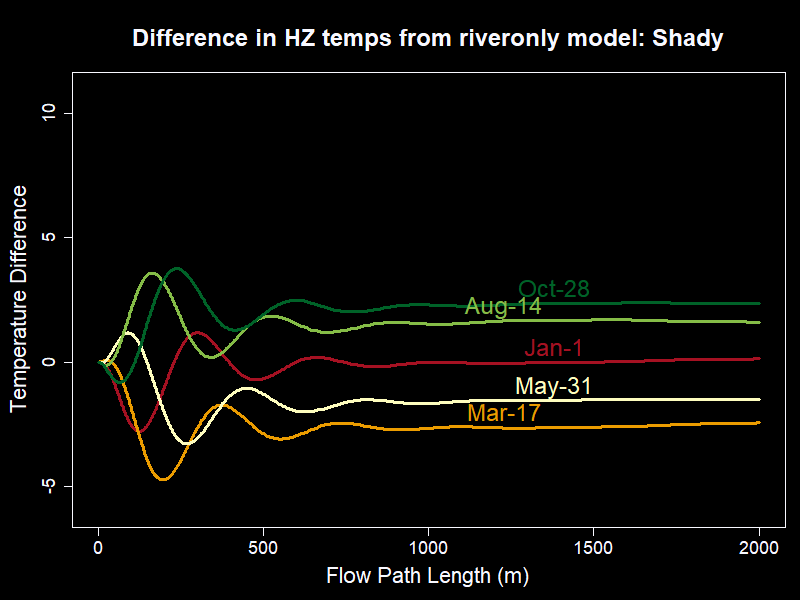 Difference in HZ temps from riveronly model: Shady
Temperature Difference
10
5
0
-5
Oct-28
Aug-14
Jan-1
May-31
Mar-17
0 500 1000 1500 2000
Flow Path Length (m)